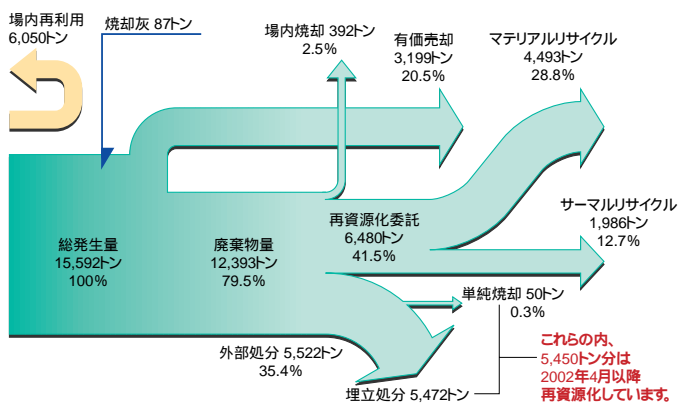 場内再利用
6,050トン
焼却灰 87トン
場内焼却 392トン
2.5%
有価売却
3,199トン
20.5%
マテリアルリサイクル
4,493トン
28.8%
総発生量
15,592トン
100%
廃棄物量
12,393トン
79.5%
再資源化委託
6,480トン
41.5%
サーマルリサイクル
1,986トン
12.7%
単純焼却 50トン
0.3%
外部処分 5,522トン
35.4%
埋立処分 5,472トン
これらの内、
5,450トン分は
2002年4月以降
再資源化しています。